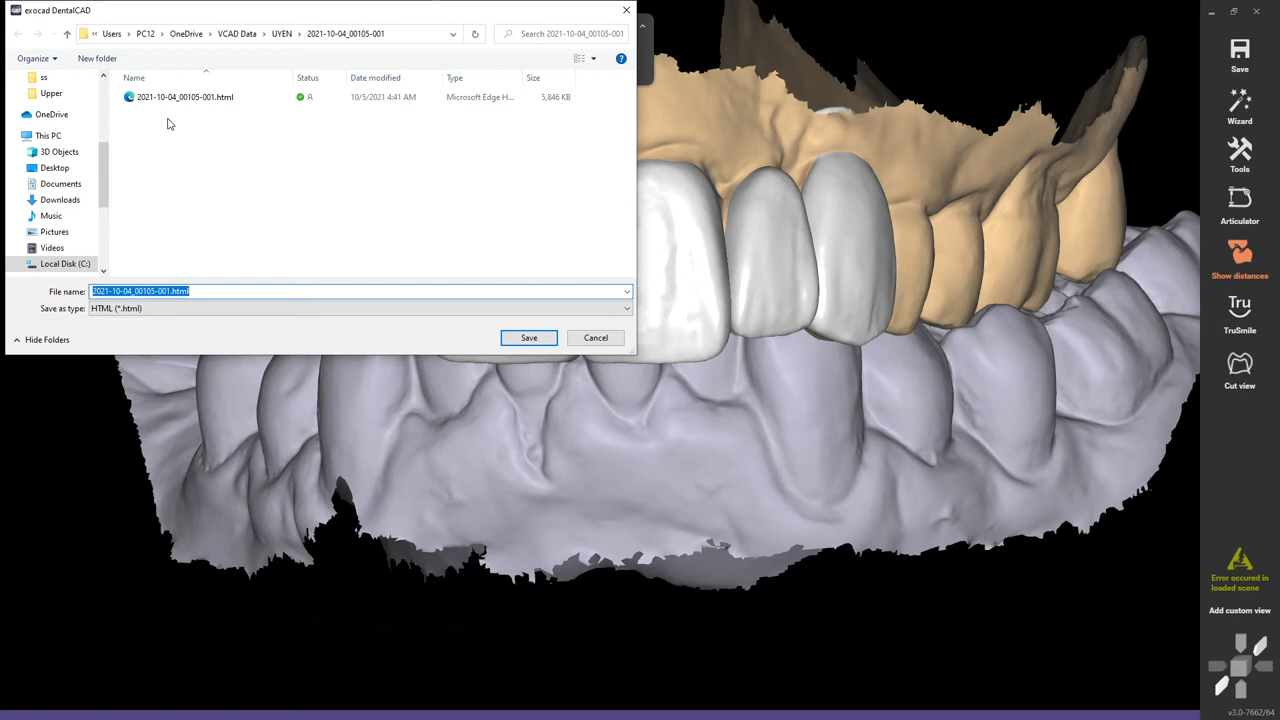 exocad DentalCAD
« Users > PC12 > OneDrive > VCAD Data > UYEN > 2021-10-04_00105-001
Search 2021-10-04_00105-001
Organize
New folder
Name
Status
Date modified
Type
Size
2021-10-04_00105-001.html
10/5/2021 4:41 AM
Microsoft Edge H...
5,846 KB
ss
Upper
OneDrive
This PC
3D Objects
Desktop
Documents
Downloads
Music
Pictures
Videos
Local Disk (C:)
File name:
2021-10-04_00105-001.html
Save as type:
HTML (*.html)
Hide Folders
Save
Cancel
Save
Wizard
Tools
Articulator
Show distances
Tru
TruSmile
Cut view
Error occured in
loaded scene
Add custom view
v3.0-7662/64